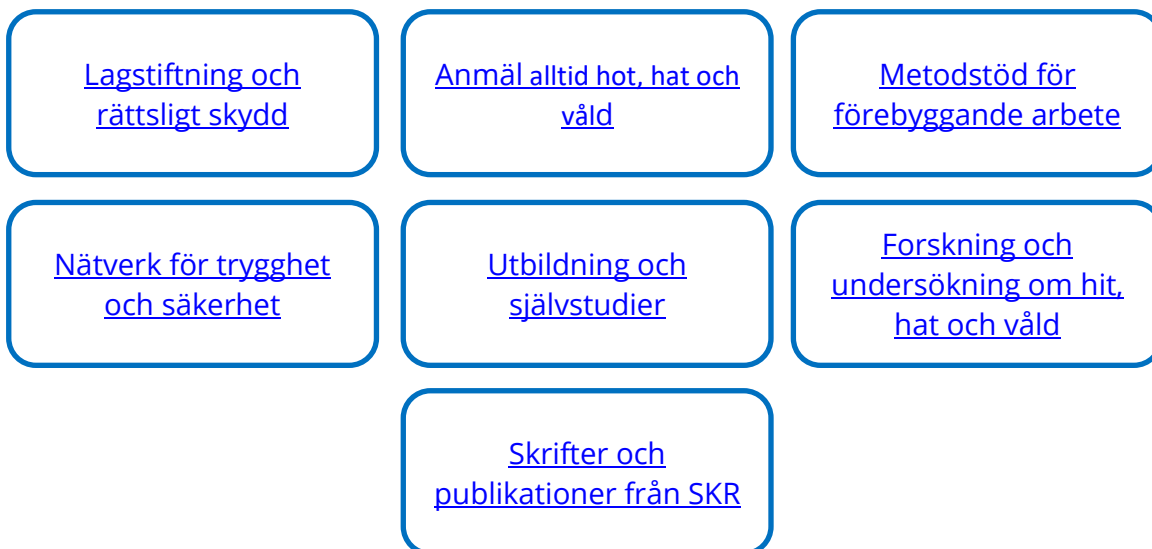 Lagstiftning och
rättsligt skydd
Anmäl alltid hot, hat och
våld
Metodstöd för
förebyggande arbete
Nätverk för trygghet
och säkerhet
Utbildning och
självstudier
Forskning och
undersökning om hit,
hat och våld
Skrifter och
publikationer från SKR